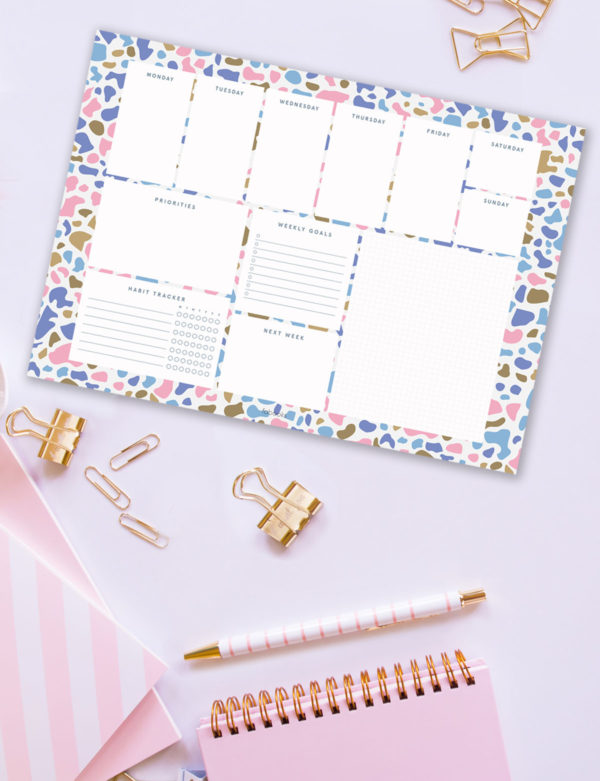 MONDAY
TUESDAY
WEDNESDAY
THURSDAY
FRIDAY
SATURDAY
SUNDAY
PRIORITIES
WEEKLY GOALS
HABIT TRACKER
M T W T F S S
NEXT WEEK